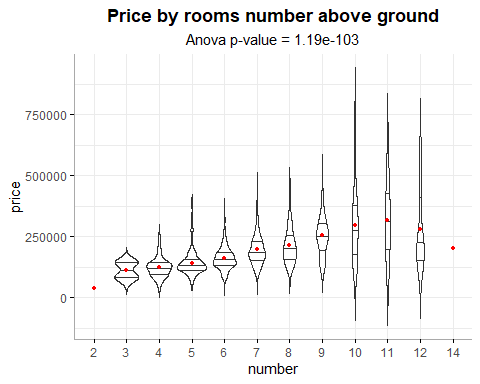 Price by rooms number above ground
Anova p-value = 1.19e-103
price
750000
500000
250000
0
2 3 4 5 6 7 8 9 10 11 12 14
number